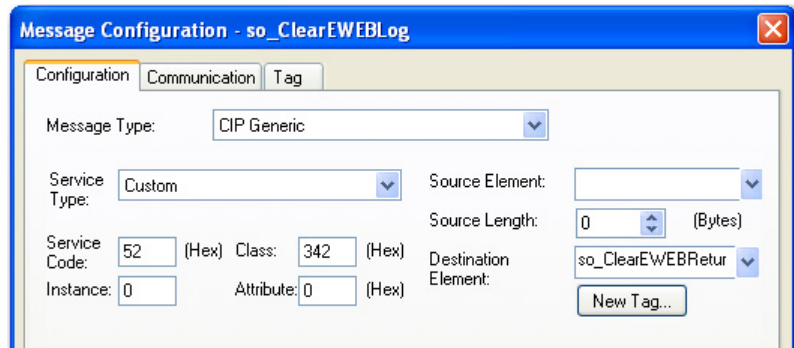 Message Configuration - so_ClearEWEBLog
Configuration Communication Tag
Message Type: CIP Generic
Service Type: Custom
Source Element:
Source Length: 0 (Bytes)
Service Code: 52 (Hex) Class: 342 (Hex)
Destination Element: so_ClearEWEBRetur
Instance: 0 Attribute: 0 (Hex)
New Tag...